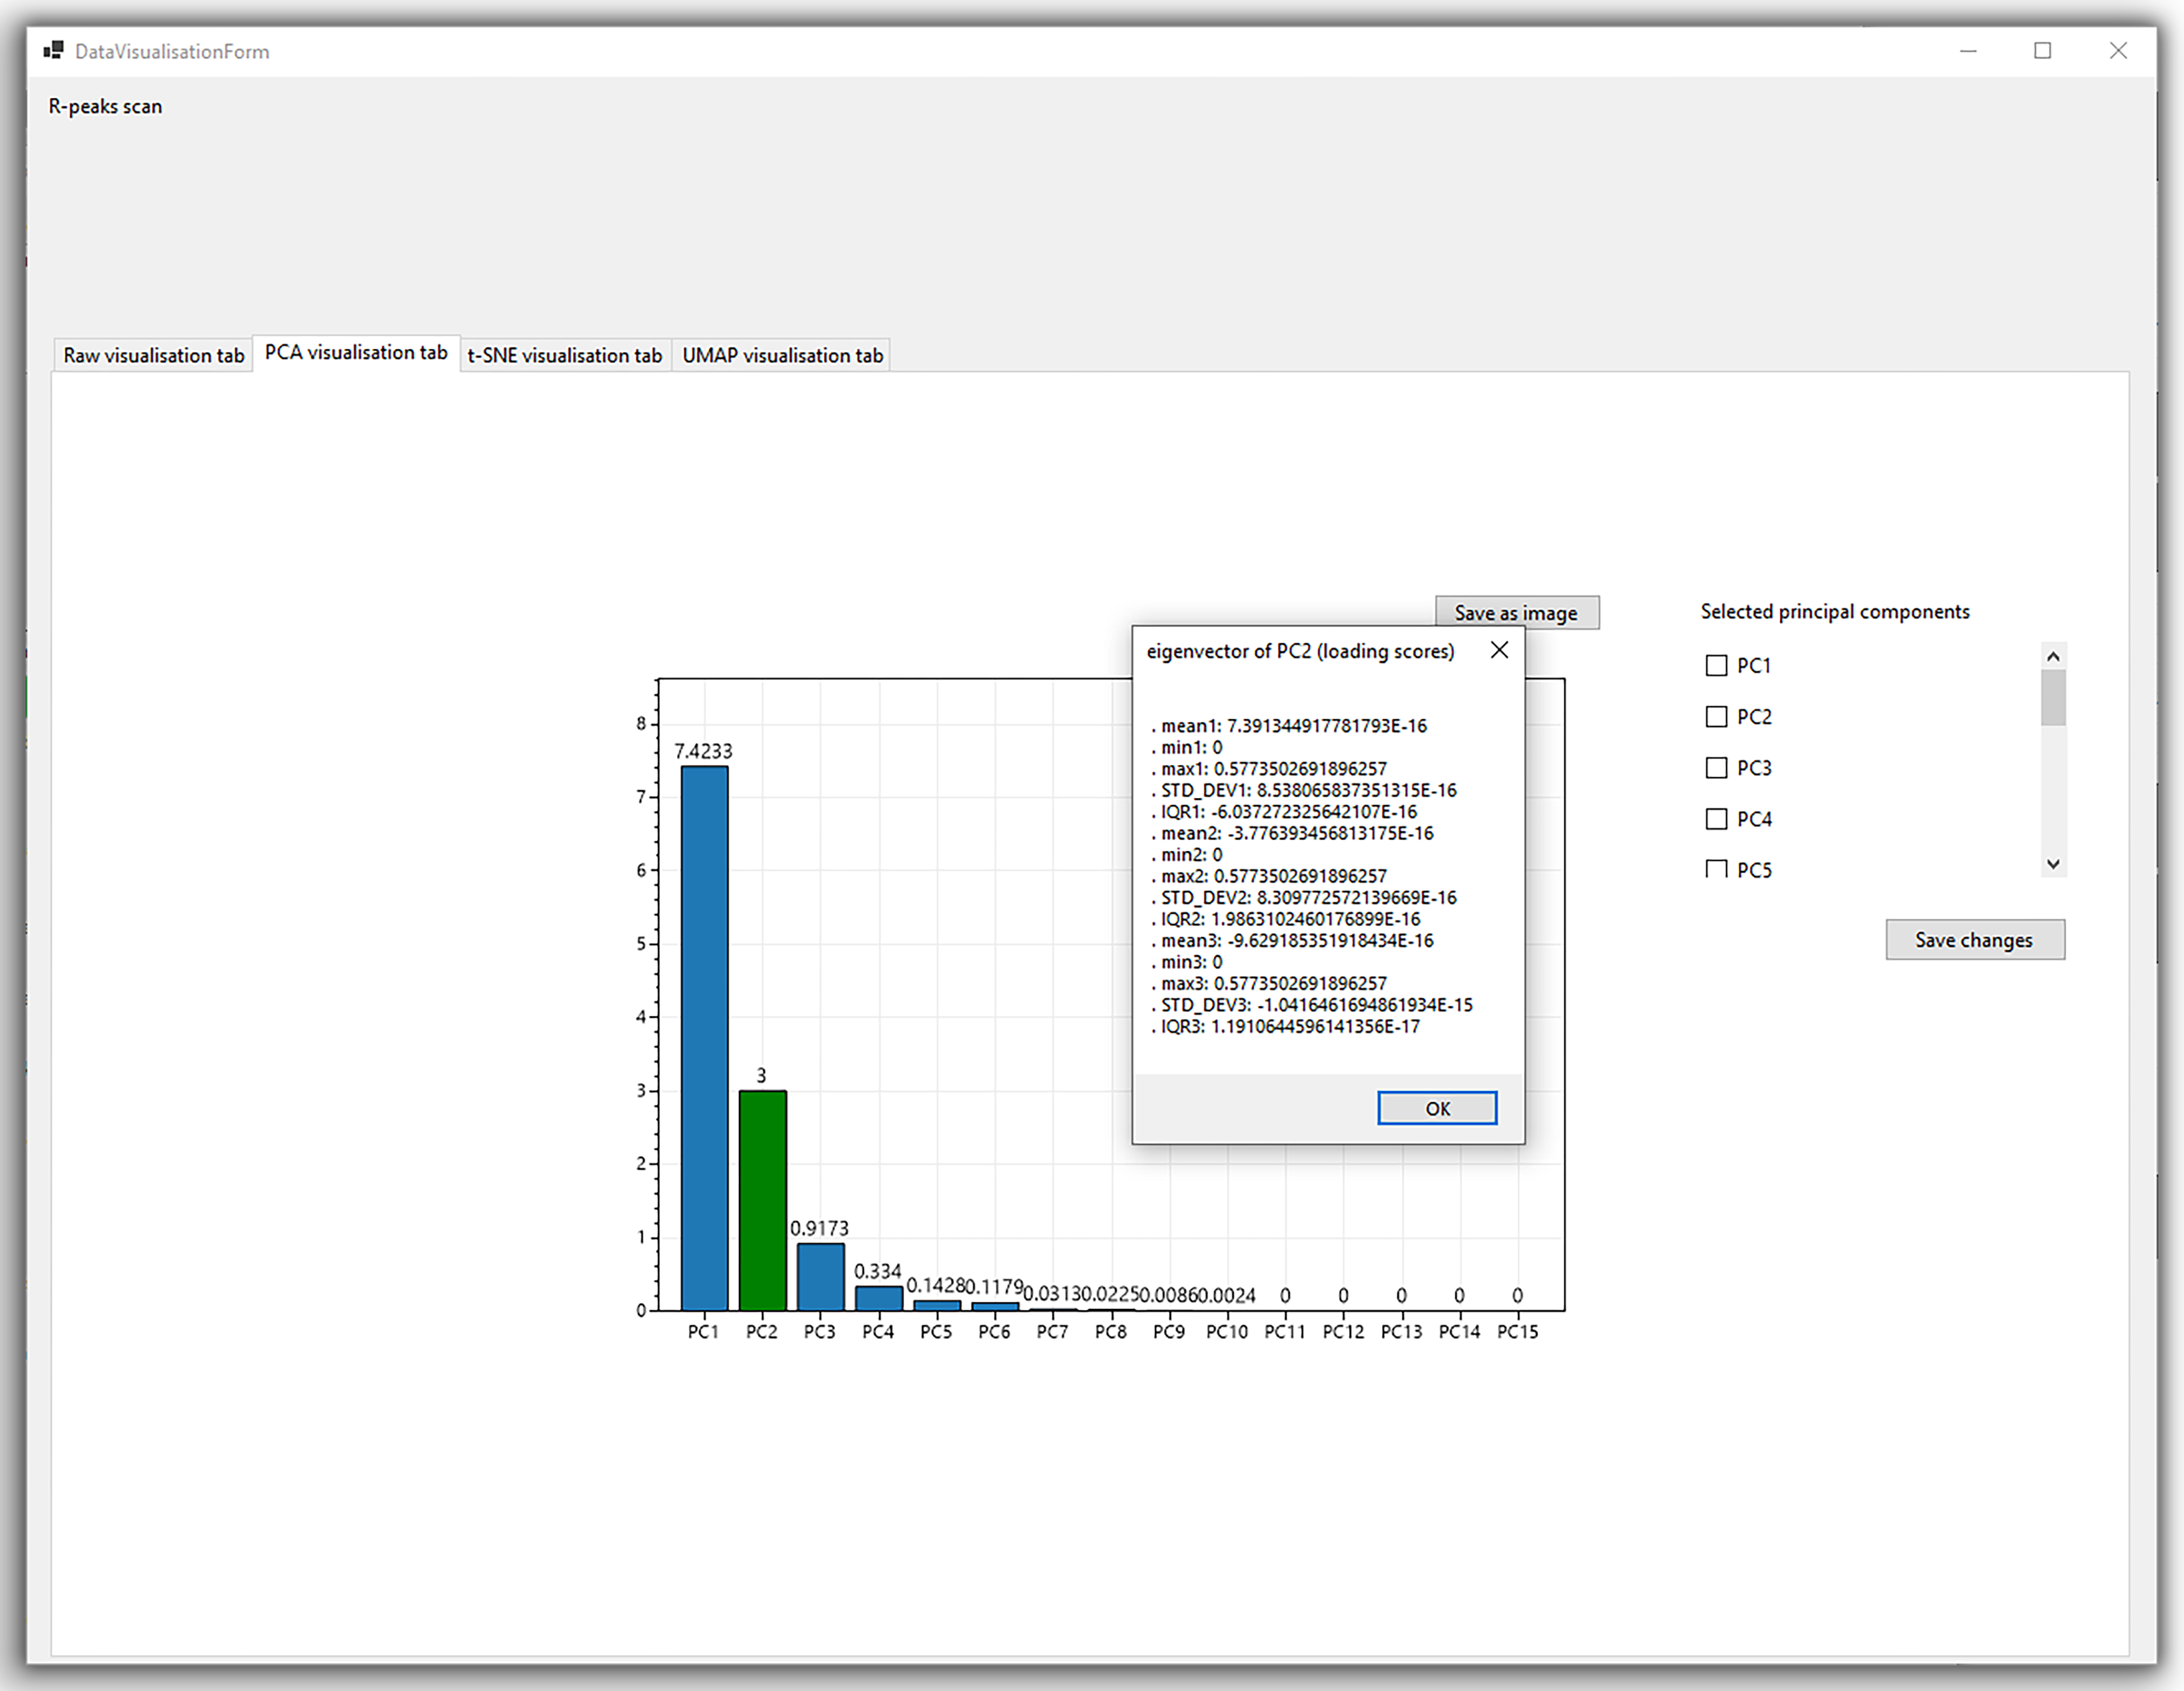 DataVisualisationForm
R-peaks scan
Raw visualisation tab
PCA visualisation tab
t-SNE visualisation tab
UMAP visualisation tab
Save as image
Selected principal components
PC1
PC2
PC3
PC4
PC5
Save changes
eigenvector of PC2 (loading scores)
. mean1: 7.391344917781793E-16
. min1: 0
. max1: 0.5773502691896257
. STD_DEV1: 8.538065837351315E-16
. IQR1: -6.037272325642107E-16
. mean2: -3.776393456813175E-16
. min2: 0
. max2: 0.5773502691896257
. STD_DEV2: 8.309772572139669E-16
. IQR2: 1.9863102460176899E-16
. mean3: -9.629185351918434E-16
. min3: 0
. max3: 0.5773502691896257
. STD_DEV3: -1.0416461694861934E-15
. IQR3: 1.1910644596141356E-17
OK
8
7
6
5
4
3
2
1
0
7.4233
3
0.9173
0.334
0.1428
0.1179
0.0313
0.0225
0.0086
0.0024
0
0
0
0
0
PC1
PC2
PC3
PC4
PC5
PC6
PC7
PC8
PC9
PC10
PC11
PC12
PC13
PC14
PC15